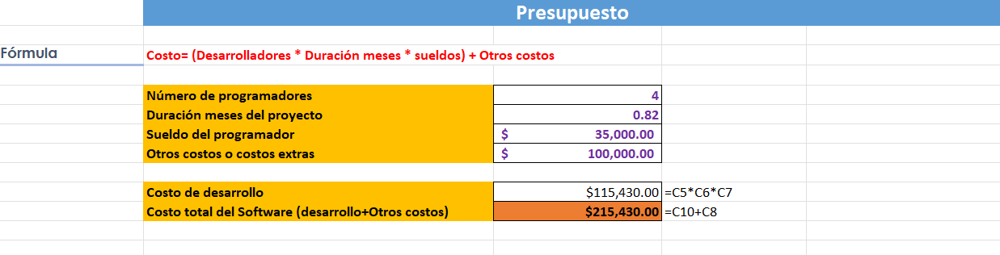 Presupuesto
Fórmula
Costo= (Desarrolladores * Duración meses * sueldos) + Otros costos
Número de programadores 4
Duración meses del proyecto 0.82
Sueldo del programador $ 35,000.00
Otros costos o costos extras $ 100,000.00
Costo de desarrollo $115,430.00 =C5*C6*C7
Costo total del Software (desarrollo+Otros costos) $215,430.00 =C10+C8